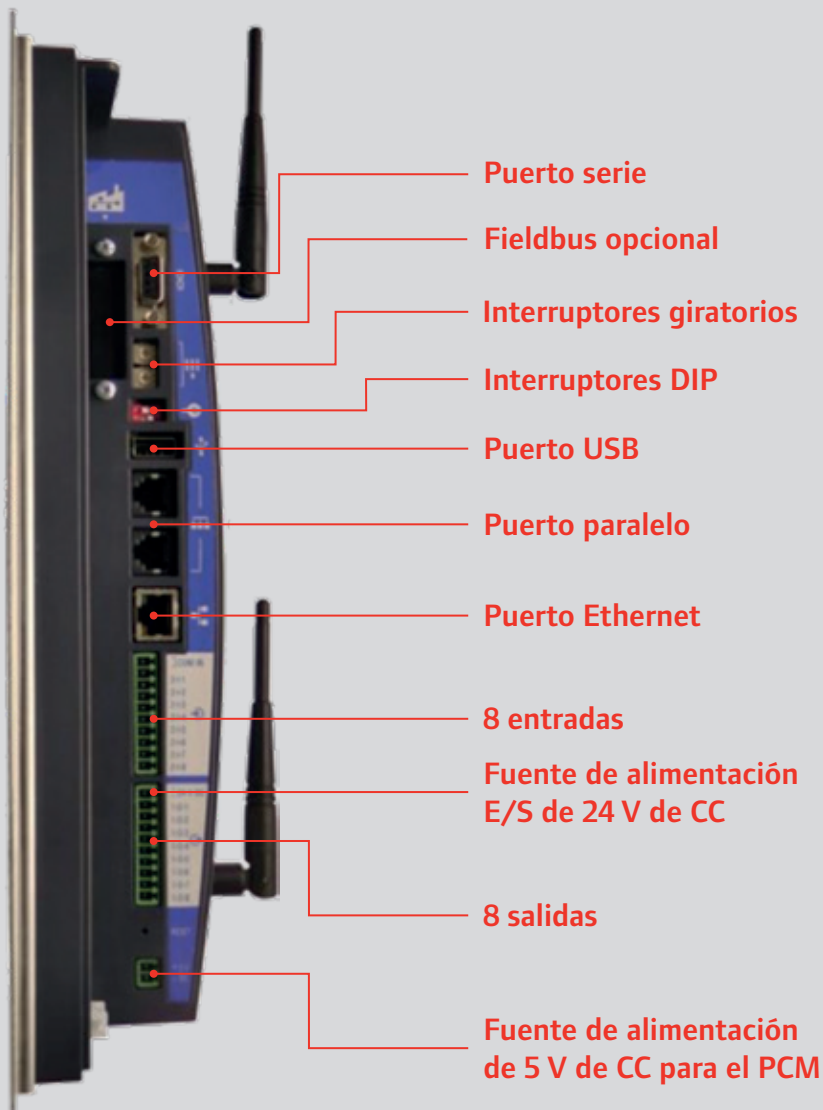 Puerto serie
Fieldbus opcional
Interruptores giratorios
Interruptores DIP
Puerto USB
Puerto paralelo
Puerto Ethernet
8 entradas
Fuente de alimentación
E/S de 24 V de CC
8 salidas
Fuente de alimentación
de 5 V de CC para el PCM